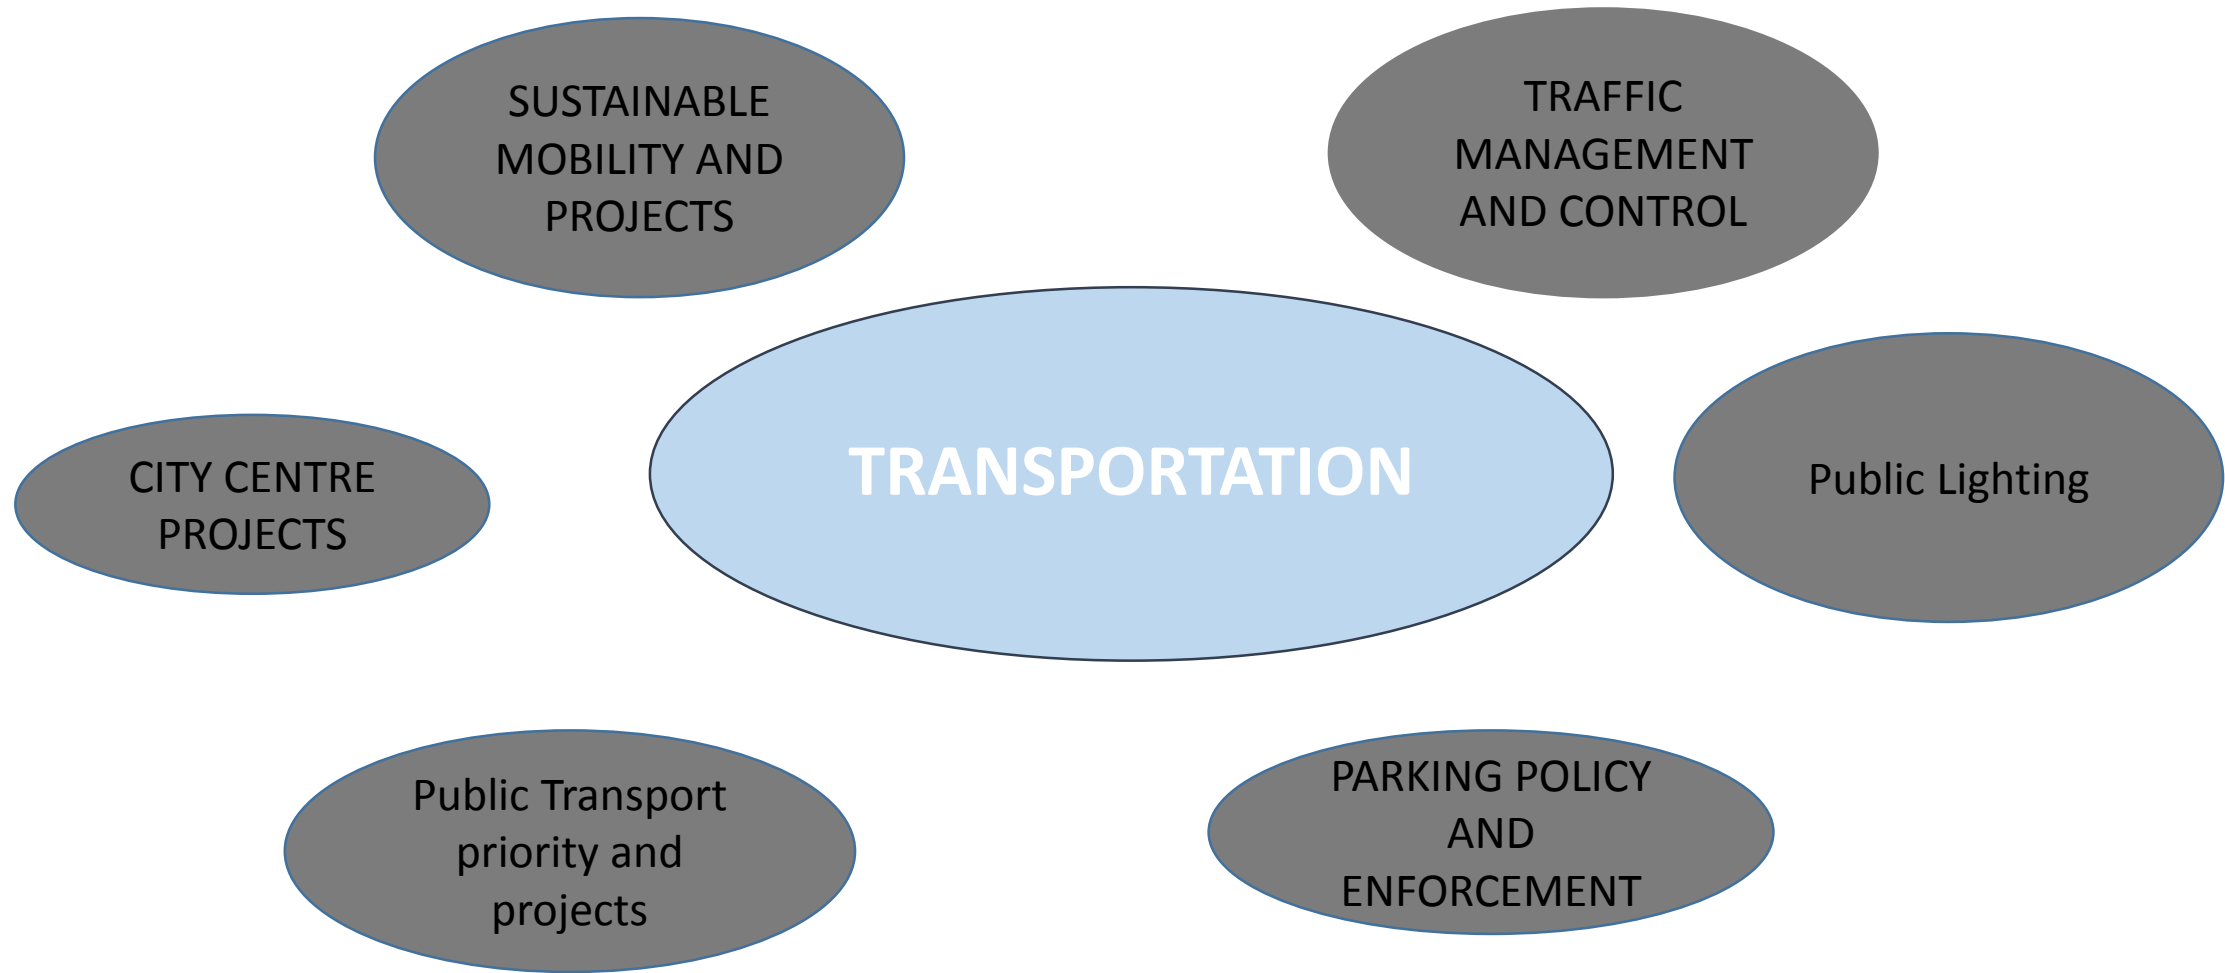 SUSTAINABLE
MOBILITY AND
PROJECTS
TRAFFIC
MANAGEMENT
AND CONTROL
CITY CENTRE
PROJECTS
TRANSPORTATION
Public Lighting
Public Transport
priority and
projects
PARKING POLICY
AND
ENFORCEMENT